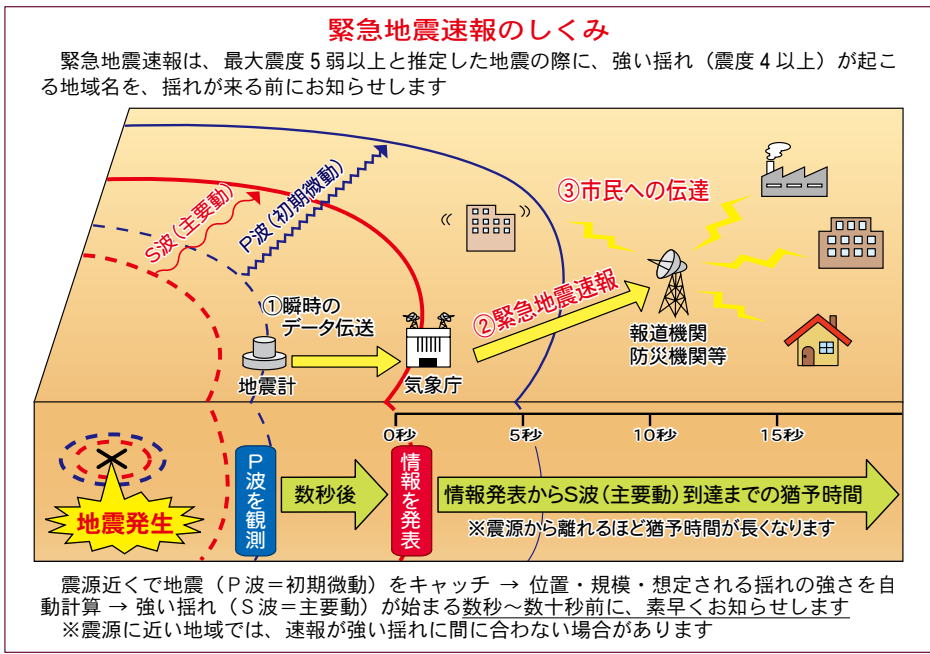 緊急地震速報のしくみ
緊急地震速報は、最大震度5弱以上と推定した地震の際に、強い揺れ（震度4以上）が起こ
る地域名を、揺れが来る前にお知らせします
S波(主要動)
P波(初期微動)
③市民への伝達
①瞬時の
データ伝送
②緊急地震速報
地震計
気象庁
報道機関
防災機関等
0秒
5秒
10秒
15秒
地震発生
P波を観測
数秒後
情報を発表
情報発表からS波(主要動)到達までの猶予時間
※震源から離れるほど猶予時間が長くなります
震源近くで地震（P波＝初期微動）をキャッチ → 位置・規模・想定される揺れの強さを自
動計算 → 強い揺れ（S波＝主要動）が始まる数秒～数十秒前に、素早くお知らせします
※震源に近い地域では、速報が強い揺れに間に合わない場合があります